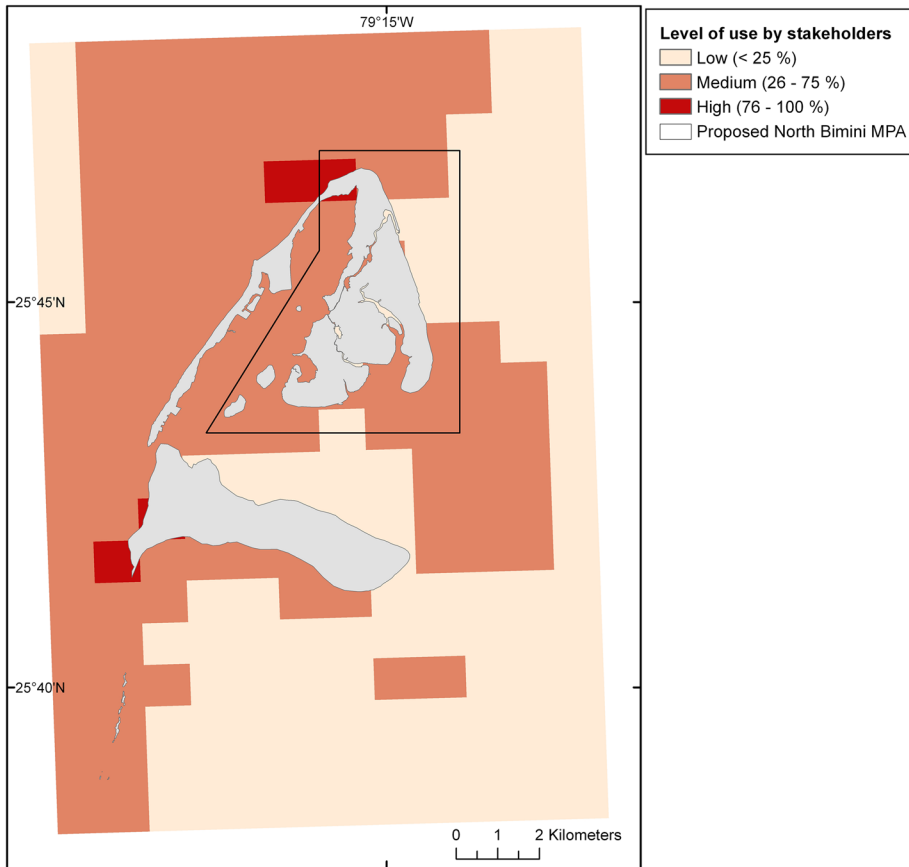 79°15'W
Level of use by stakeholders
Low (< 25 %)
Medium (26 - 75 %)
High (76 - 100 %)
Proposed North Bimini MPA
25°45'N
25°40'N
0 1 2 Kilometers